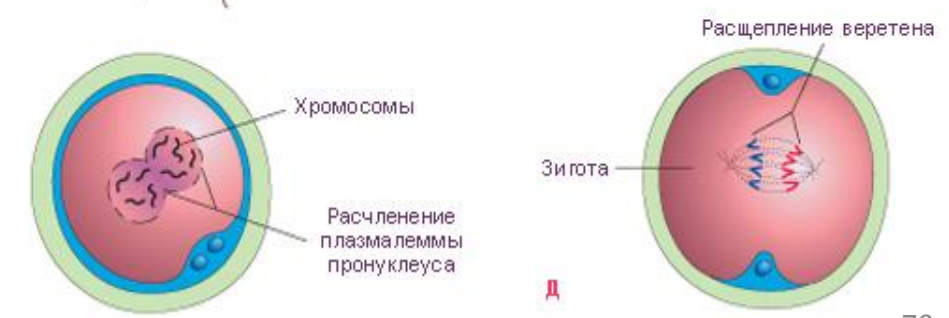 Расщепление веретена
Хромосомы
Зигота
Расчленение
плазмалеммы
пронуклеуса
Д